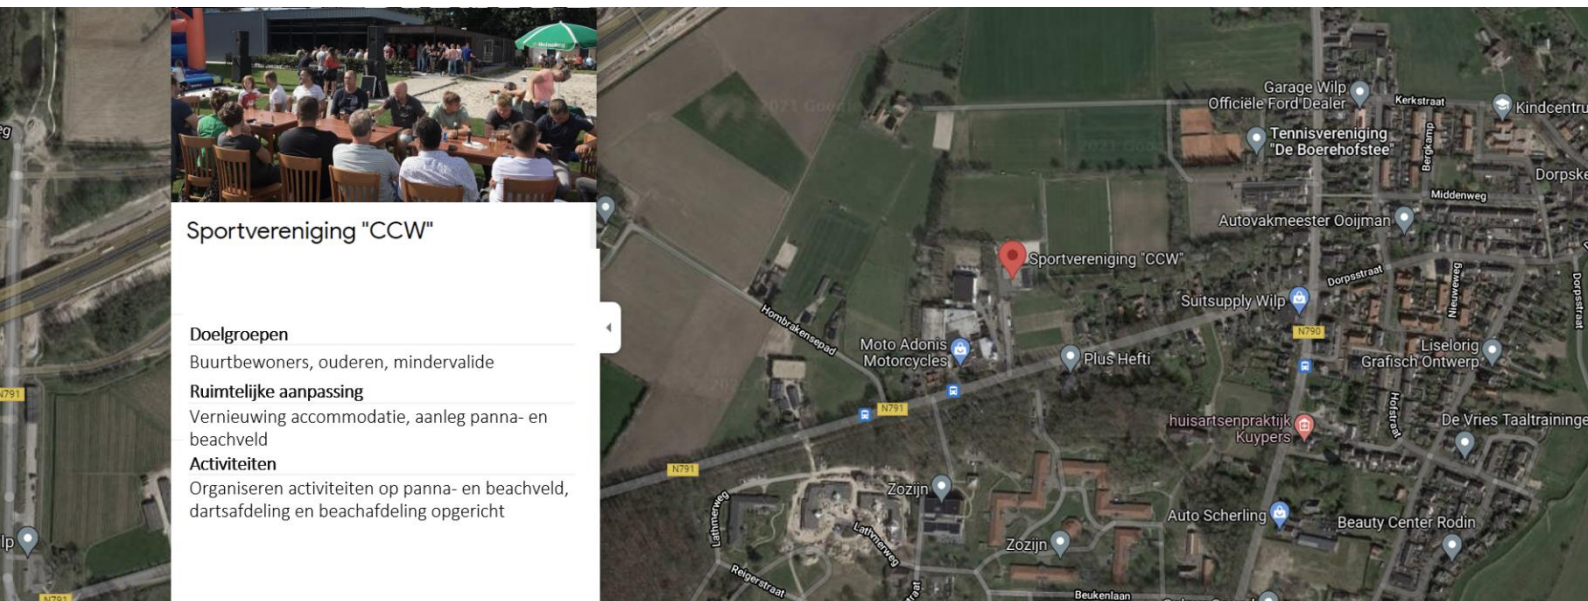 Sportvereniging "CCW"
Doelgroepen
Buurtbewoners, ouderen, mindervalide
Ruimtelijke aanpassing
Vernieuwing accommodatie, aanleg panna- en
beachveld
Activiteiten
Organiseren activiteiten op panna- en beachveld,
dartsafdeling en beachafdeling opgericht
Garage Wilp
Officiële Ford Dealer
Kerkstraat
Kindcentru
Tennisvereniging
"De Boerehofstee"
Bergkamp
Dorpske
Middenweg
Autovakmeester Ooijman
Sportvereniging "CCW"
Dorpsstraat
Nieuweweg
Dorpsstraat
Suitsupply Wilp
Hombrakensepad
N790
Moto Adonis
Motorcycles
Plus Hefti
Liselorig
Grafisch Ontwerp
N791
N791
Hofstraat
huisartsenpraktijk
Kuypers
De Vries Taaltraininge
N791
Zozijn
Lathmerweg
Lathmerweg
Auto Scherling
Beauty Center Rodin
Zozijn
lp
Reigerstraat
raat
Beukenlaan
N791